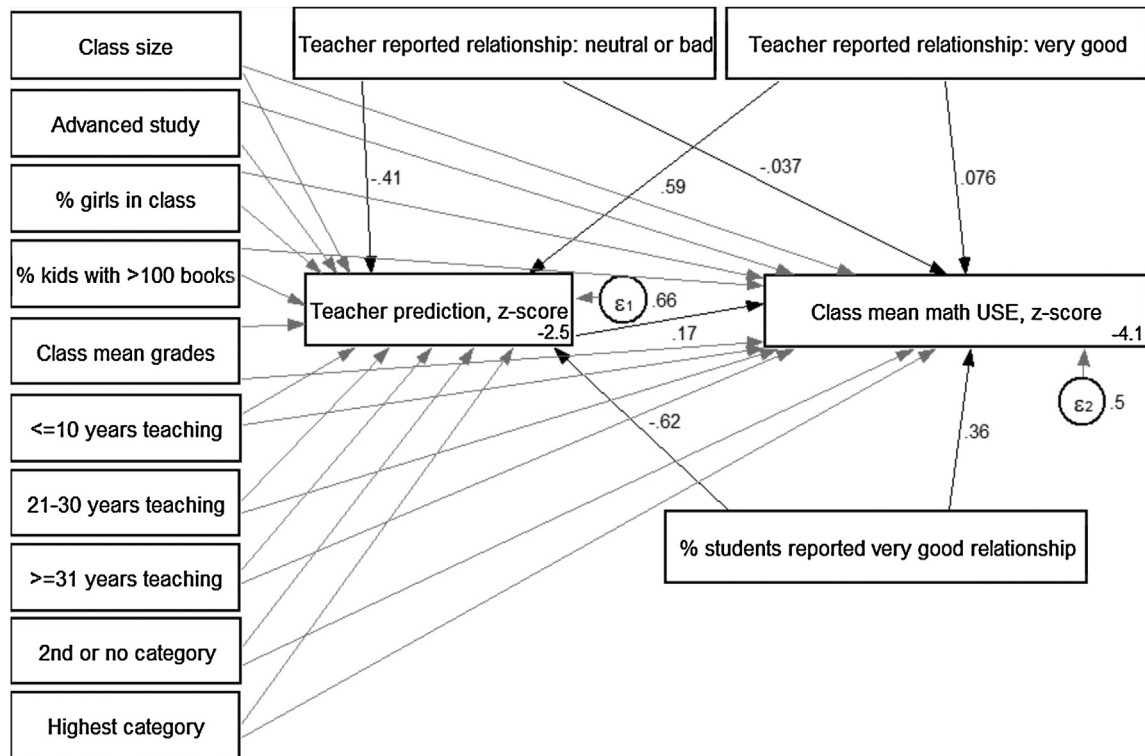 Class size
Teacher reported relationship: neutral or bad
Teacher reported relationship: very good
Advanced study
-.41
.59
-.037
.076
% girls in class
% kids with >100 books
Teacher prediction, z-score
-2.5
ε1
.66
.17
Class mean math USE, z-score
-4.1
Class mean grades
ε2
.5
<=10 years teaching
-.62
.36
21-30 years teaching
% students reported very good relationship
>=31 years teaching
2nd or no category
Highest category